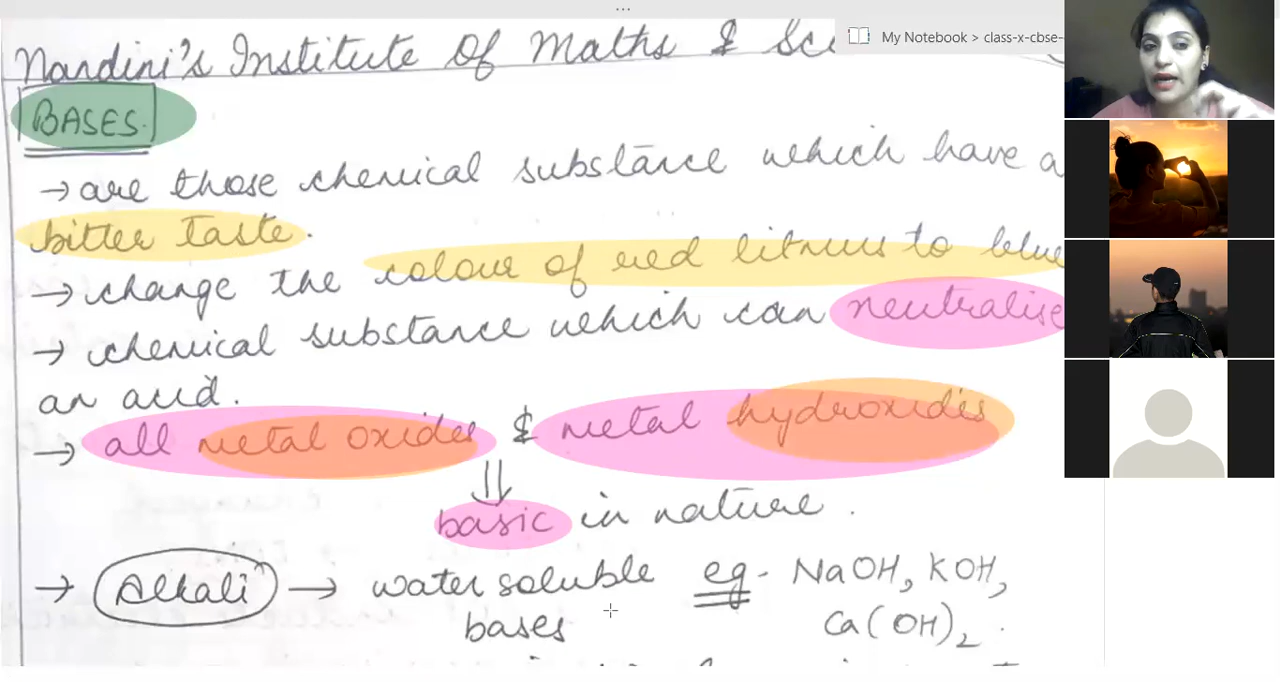 Nandini's Institute Of Maths & Sc
My Notebook > class-x-cbse-
BASES.
→ are those chemical substance which have a
bitter taste.
→ change the colour of red litmus to blue
→ chemical substance which can neutralise
an acid.
→ all metal oxides & metal hydroxides
⇓
basic in nature.
→ Alkali → water soluble eg- NaOH, KOH,
bases Ca(OH)2.